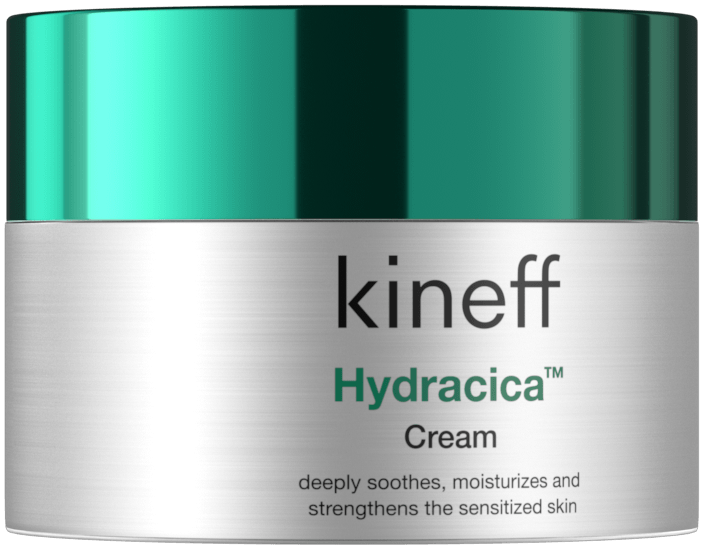 kineff
Hydracica™
Cream
deeply soothes, moisturizes and
strengthens the sensitized skin